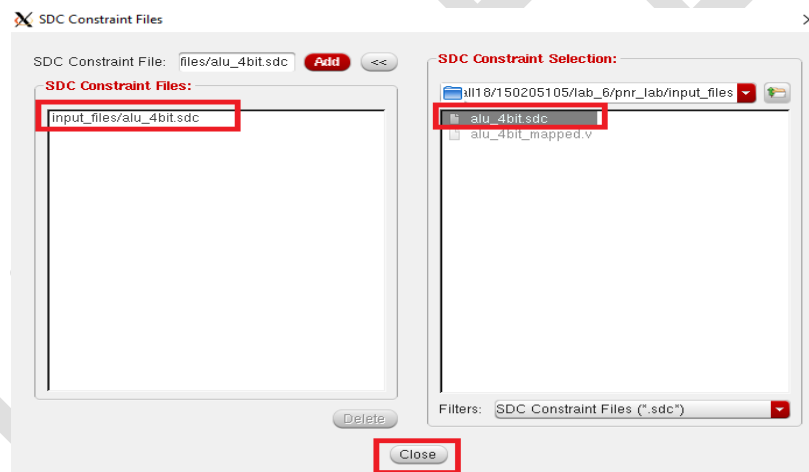 SDC Constraint Files
SDC Constraint File: files/alu_4bit.sdc Add <<
SDC Constraint Files:
input_files/alu_4bit.sdc
Delete
SDC Constraint Selection:
all18/150205105/lab_6/pnr_lab/input_files
alu_4bit.sdc
alu_4bit_mapped.v
Filters: SDC Constraint Files (*.sdc*)
Close